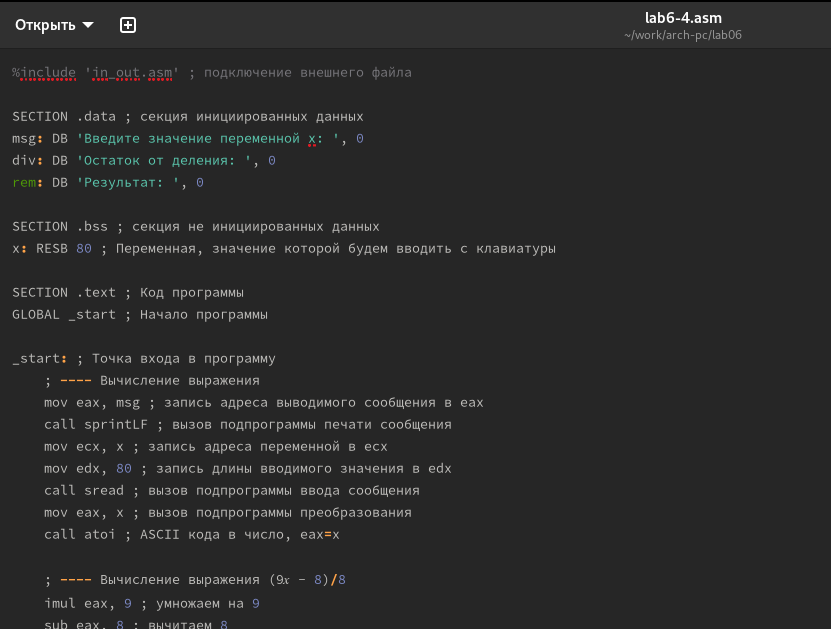 Открыть
lab6-4.asm
~/work/arch-pc/lab06
%include 'in_out.asm' ; подключение внешнего файла
SECTION .data ; секция инициированных данных
msg: DB 'Введите значение переменной x: ', 0
div: DB 'Остаток от деления: ', 0
rem: DB 'Результат: ', 0
SECTION .bss ; секция не инициированных данных
x: RESB 80 ; Переменная, значение которой будем вводить с клавиатуры
SECTION .text ; Код программы
GLOBAL _start ; Начало программы
_start: ; Точка входа в программу
; ---- Вычисление выражения
mov eax, msg ; запись адреса выводимого сообщения в eax
call sprintLF ; вызов подпрограммы печати сообщения
mov ecx, x ; запись адреса переменной в ecx
mov edx, 80 ; запись длины вводимого значения в edx
call sread ; вызов подпрограммы ввода сообщения
mov eax, x ; вызов подпрограммы преобразования
call atoi ; ASCII кода в число, eax=x
; ---- Вычисление выражения (9𝑥 − 8)/8
imul eax, 9 ; умножаем на 9
sub eax, 8 ; вычитаем 8